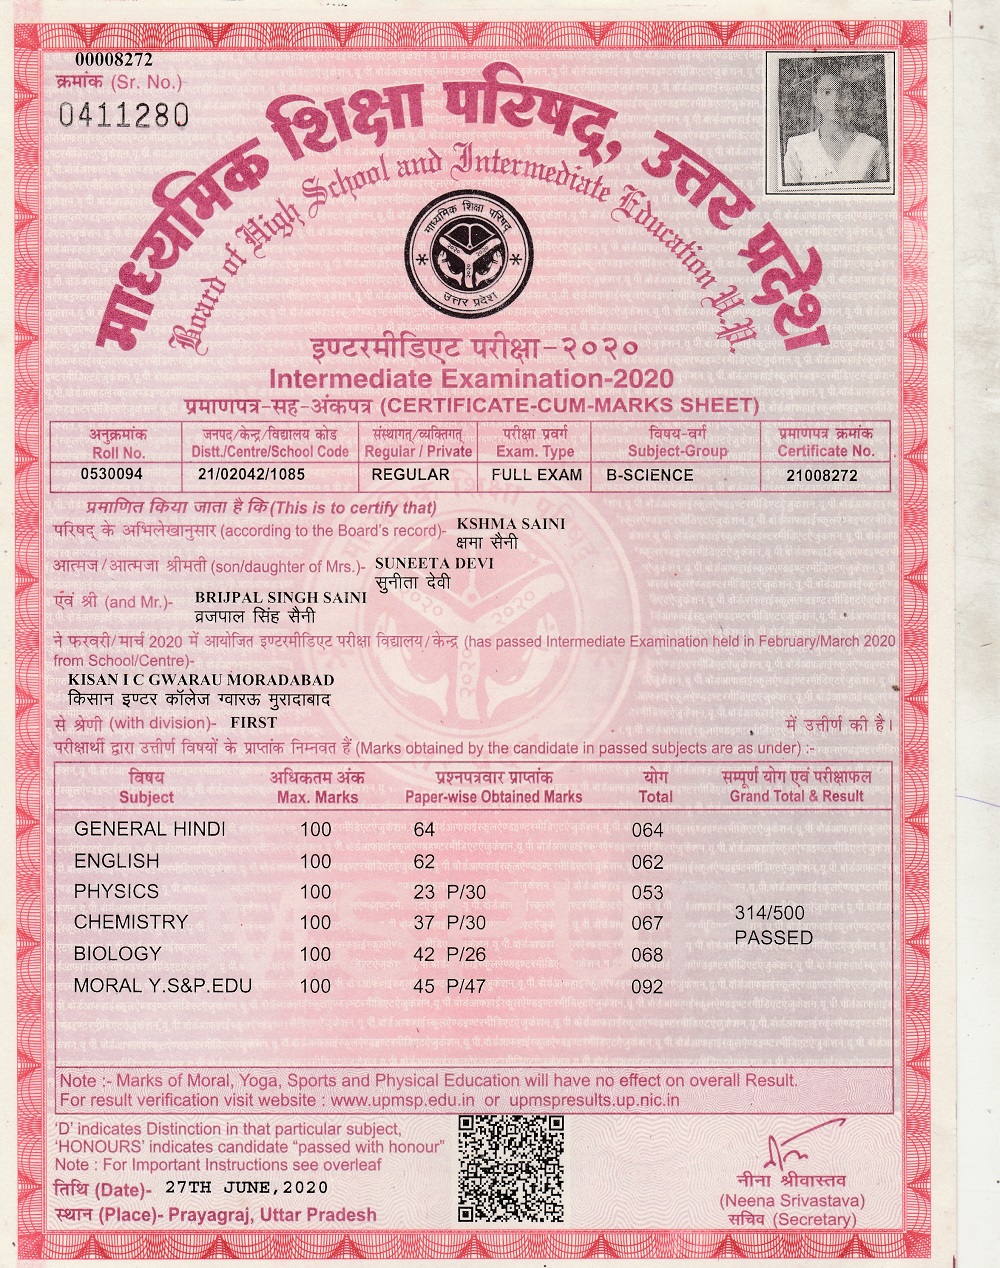 00008272
क्रमांक (Sr. No.)
0411280
माध्यमिक शिक्षा परिषद्, उत्तर प्रदेश
Board of High School and Intermediate Education U.P.
माध्यमिक शिक्षा परिषद्
उत्तर प्रदेश
इण्टरमीडिएट परीक्षा-२०२०
Intermediate Examination-2020
प्रमाणपत्र-सह-अंकपत्र (CERTIFICATE-CUM-MARKS SHEET)
अनुक्रमांक जनपद/केन्द्र/विद्यालय कोड संस्थागत्/व्यक्तिगत् परीक्षा प्रवर्ग विषय-वर्ग प्रमाणपत्र क्रमांक
Roll No. Distt./Centre/School Code Regular / Private Exam. Type Subject-Group Certificate No.
0530094 21/02042/1085 REGULAR FULL EXAM B-SCIENCE 21008272
प्रमाणित किया जाता है कि (This is to certify that)
परिषद् के अभिलेखानुसार (according to the Board's record)- KSHMA SAINI
क्षमा सैनी
आत्मज/आत्मजा श्रीमती (son/daughter of Mrs.)- SUNEETA DEVI
सुनीता देवी
एंवं श्री (and Mr.)- BRIJPAL SINGH SAINI
व्रजपाल सिंह सैनी
ने फरवरी/मार्च 2020 में आयोजित इण्टरमीडिएट परीक्षा विद्यालय/केन्द्र (has passed Intermediate Examination held in February/March 2020
from School/Centre)-
KISAN I C GWARAU MORADABAD
किसान इण्टर कॉलेज ग्वारऊ मुरादाबाद
से श्रेणी (with division)- FIRST में उत्तीर्ण की है।
परीक्षार्थी द्वारा उत्तीर्ण विषयों के प्राप्तांक निम्नवत हैं (Marks obtained by the candidate in passed subjects are as under) :-
विषय अधिकतम अंक प्रश्नपत्रवार प्राप्तांक योग सम्पूर्ण योग एवं परीक्षाफल
Subject Max. Marks Paper-wise Obtained Marks Total Grand Total & Result
GENERAL HINDI 100 64 064
ENGLISH 100 62 062
PHYSICS 100 23 P/30 053
314/500
CHEMISTRY 100 37 P/30 067
PASSED
BIOLOGY 100 42 P/26 068
MORAL Y.S&P.EDU 100 45 P/47 092
Note :- Marks of Moral, Yoga, Sports and Physical Education will have no effect on overall Result.
For result verification visit website : www.upmsp.edu.in or upmspresults.up.nic.in
'D' indicates Distinction in that particular subject,
'HONOURS' indicates candidate "passed with honour"
Note : For Important Instructions see overleaf
तिथि (Date)- 27TH JUNE,2020
स्थान (Place)- Prayagraj, Uttar Pradesh
नीना श्रीवास्तव
(Neena Srivastava)
सचिव (Secretary)